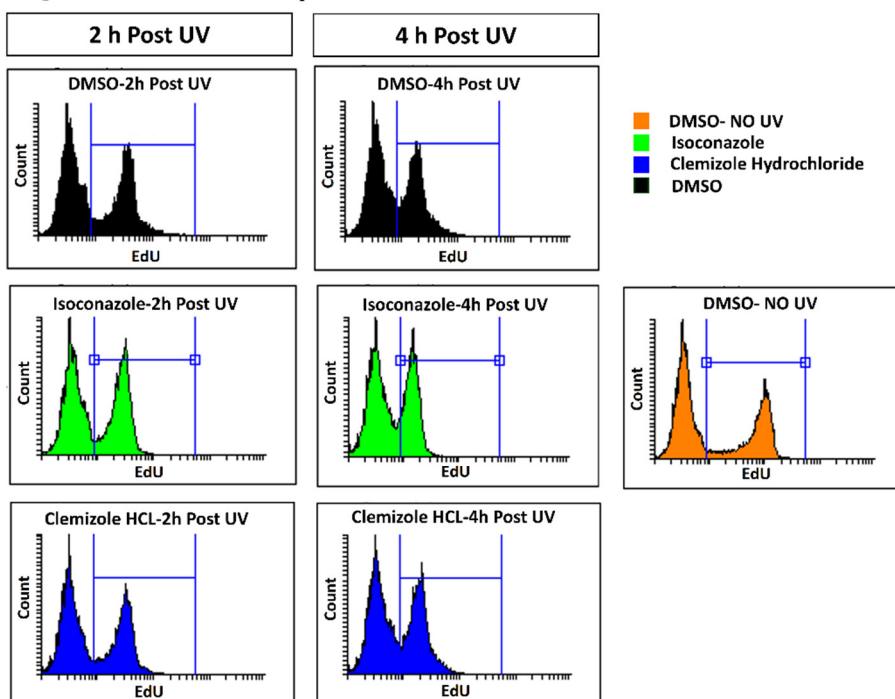 2 h Post UV
4 h Post UV
DMSO-2h Post UV
Count
EdU
DMSO-4h Post UV
Count
EdU
DMSO- NO UV
Isoconazole
Clemizole Hydrochloride
DMSO
Isoconazole-2h Post UV
Count
EdU
Isoconazole-4h Post UV
Count
EdU
DMSO- NO UV
Count
EdU
Clemizole HCL-2h Post UV
Count
EdU
Clemizole HCL-4h Post UV
Count
EdU